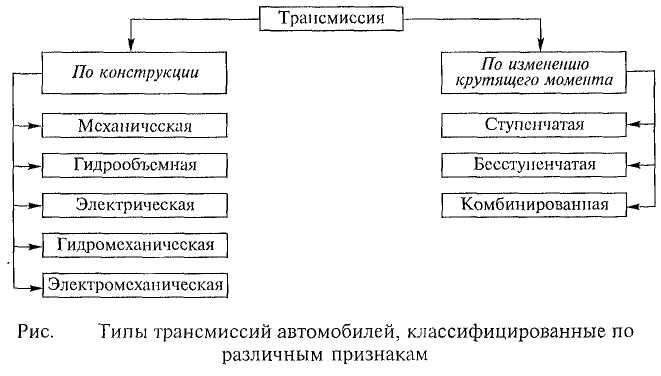 Трансмиссия
По конструкции
Механическая
Гидрообъемная
Электрическая
Гидромеханическая
Электромеханическая
По изменению
крутящего момента
Ступенчатая
Бесступенчатая
Комбинированная
Рис. Типы трансмиссий автомобилей, классифицированные по
различным признакам